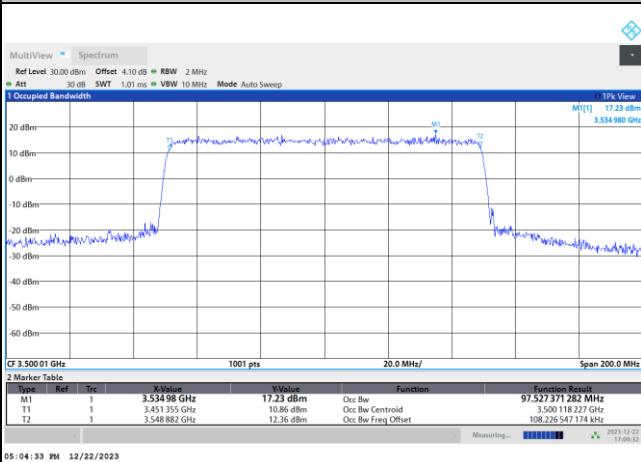 MultiView Spectrum
Ref Level 30.00 dBm Offset 4.10 dB RBW 2 MHz
Att 30 dB SWT 1.01 ms VBW 10 MHz Mode Auto Sweep
1 Occupied Bandwidth 1Pk View
M1[1] 17.23 dBm
3.534 980 GHz
20 dBm
M1
T1
T2
10 dBm
0 dBm
-10 dBm
-20 dBm
-30 dBm
-40 dBm
-50 dBm
-60 dBm
CF 3.500 01 GHz 1001 pts 20.0 MHz/ Span 200.0 MHz
2 Marker Table
Type Ref Trc X-Value Y-Value Function Function Result
M1 1 3.534 98 GHz 17.23 dBm Occ Bw 97.527 371 282 MHz
T1 1 3.451 355 GHz 10.86 dBm Occ Bw Centroid 3.500 118 227 GHz
T2 1 3.548 882 GHz 12.36 dBm Occ Bw Freq Offset 108.226 547 174 kHz
Measuring... 2023-12-22
17:04:32
05:04:33 PM 12/22/2023